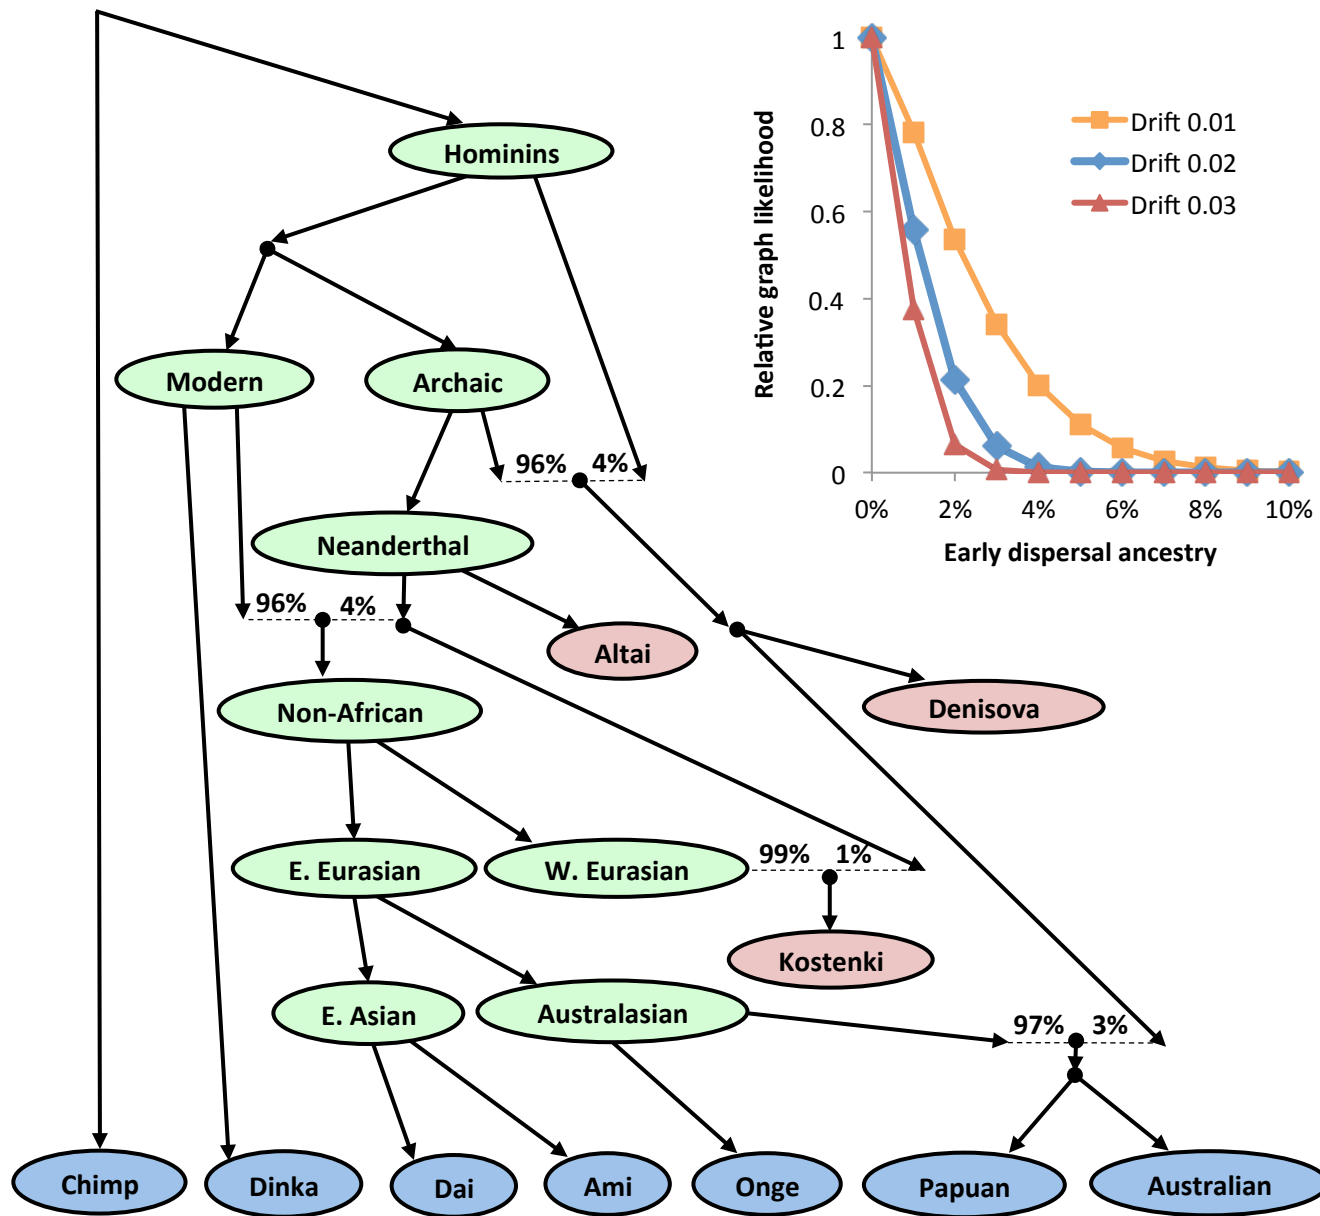 Hominins
Modern
Archaic
96% 4%
Neanderthal
96% 4%
Altai
Denisova
Non-African
E. Eurasian
W. Eurasian
99% 1%
Kostenki
E. Asian
Australasian
97% 3%
Chimp
Dinka
Dai
Ami
Onge
Papuan
Australian
Relative graph likelihood
1
0.8
0.6
0.4
0.2
0
Drift 0.01
Drift 0.02
Drift 0.03
0% 2% 4% 6% 8% 10%
Early dispersal ancestry